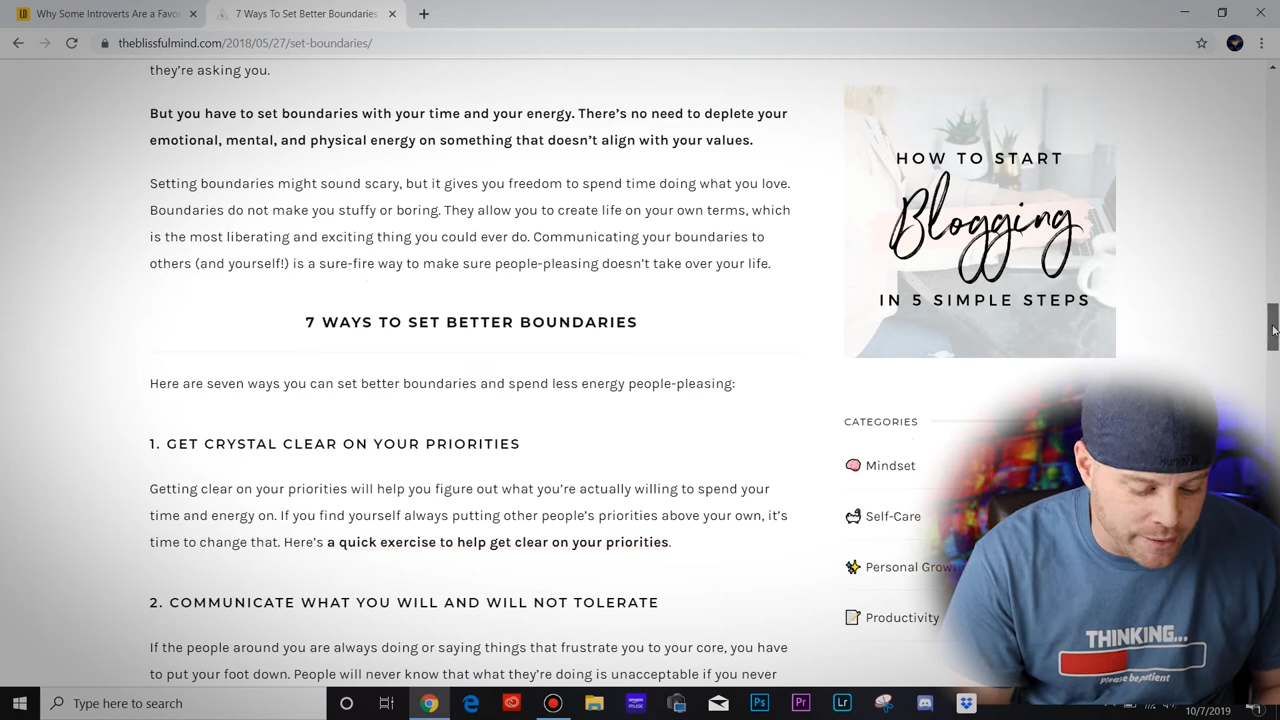 Why Some Introverts Are a Favo
7 Ways To Set Better Boundaries
theblissfulmind.com/2018/05/27/set-boundaries/
they're asking you.
But you have to set boundaries with your time and your energy. There's no need to deplete your
emotional, mental, and physical energy on something that doesn't align with your values.
Setting boundaries might sound scary, but it gives you freedom to spend time doing what you love.
Boundaries do not make you stuffy or boring. They allow you to create life on your own terms, which
is the most liberating and exciting thing you could ever do. Communicating your boundaries to
others (and yourself!) is a sure-fire way to make sure people-pleasing doesn't take over your life.
7 WAYS TO SET BETTER BOUNDARIES
Here are seven ways you can set better boundaries and spend less energy people-pleasing:
1. GET CRYSTAL CLEAR ON YOUR PRIORITIES
Getting clear on your priorities will help you figure out what you're actually willing to spend your
time and energy on. If you find yourself always putting other people's priorities above your own, it's
time to change that. Here's a quick exercise to help get clear on your priorities.
2. COMMUNICATE WHAT YOU WILL AND WILL NOT TOLERATE
If the people around you are always doing or saying things that frustrate you to your core, you have
to put your foot down. People will never know that what they're doing is unacceptable if you never
HOW TO START
Blogging
IN 5 SIMPLE STEPS
CATEGORIES
Mindset
Self-Care
Personal Grow
Productivity
THINKING...
please be patient
Type here to search
music
Ps
Pr
Lr
10/7/2019
1